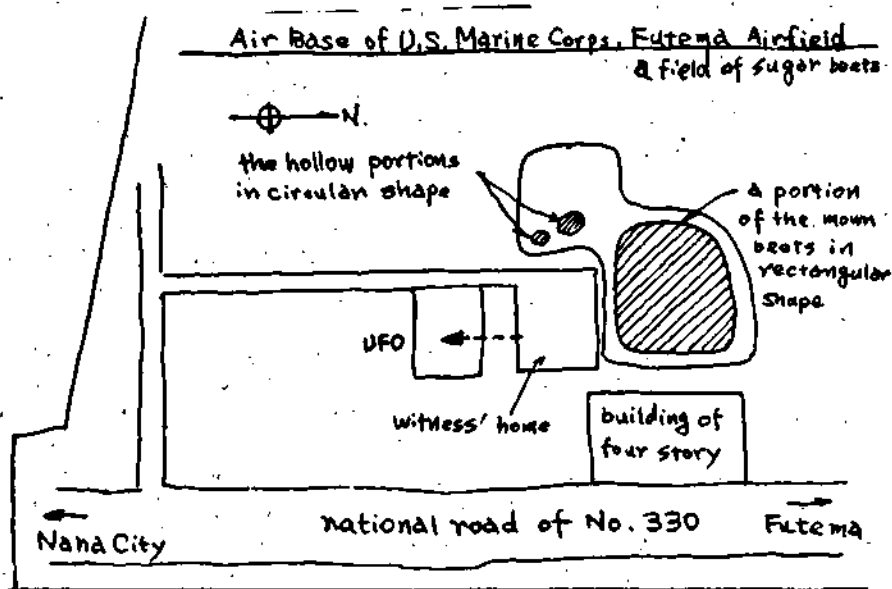 Air Base of U.S. Marine Corps, Futema Airfield
a field of sugar beets
N.
the hollow portions
in circulan shape
a portion
of the mown
beets in
rectangular
shape
UFO
witness' home
building of
four story
national road of No. 330
Naha City
Futema